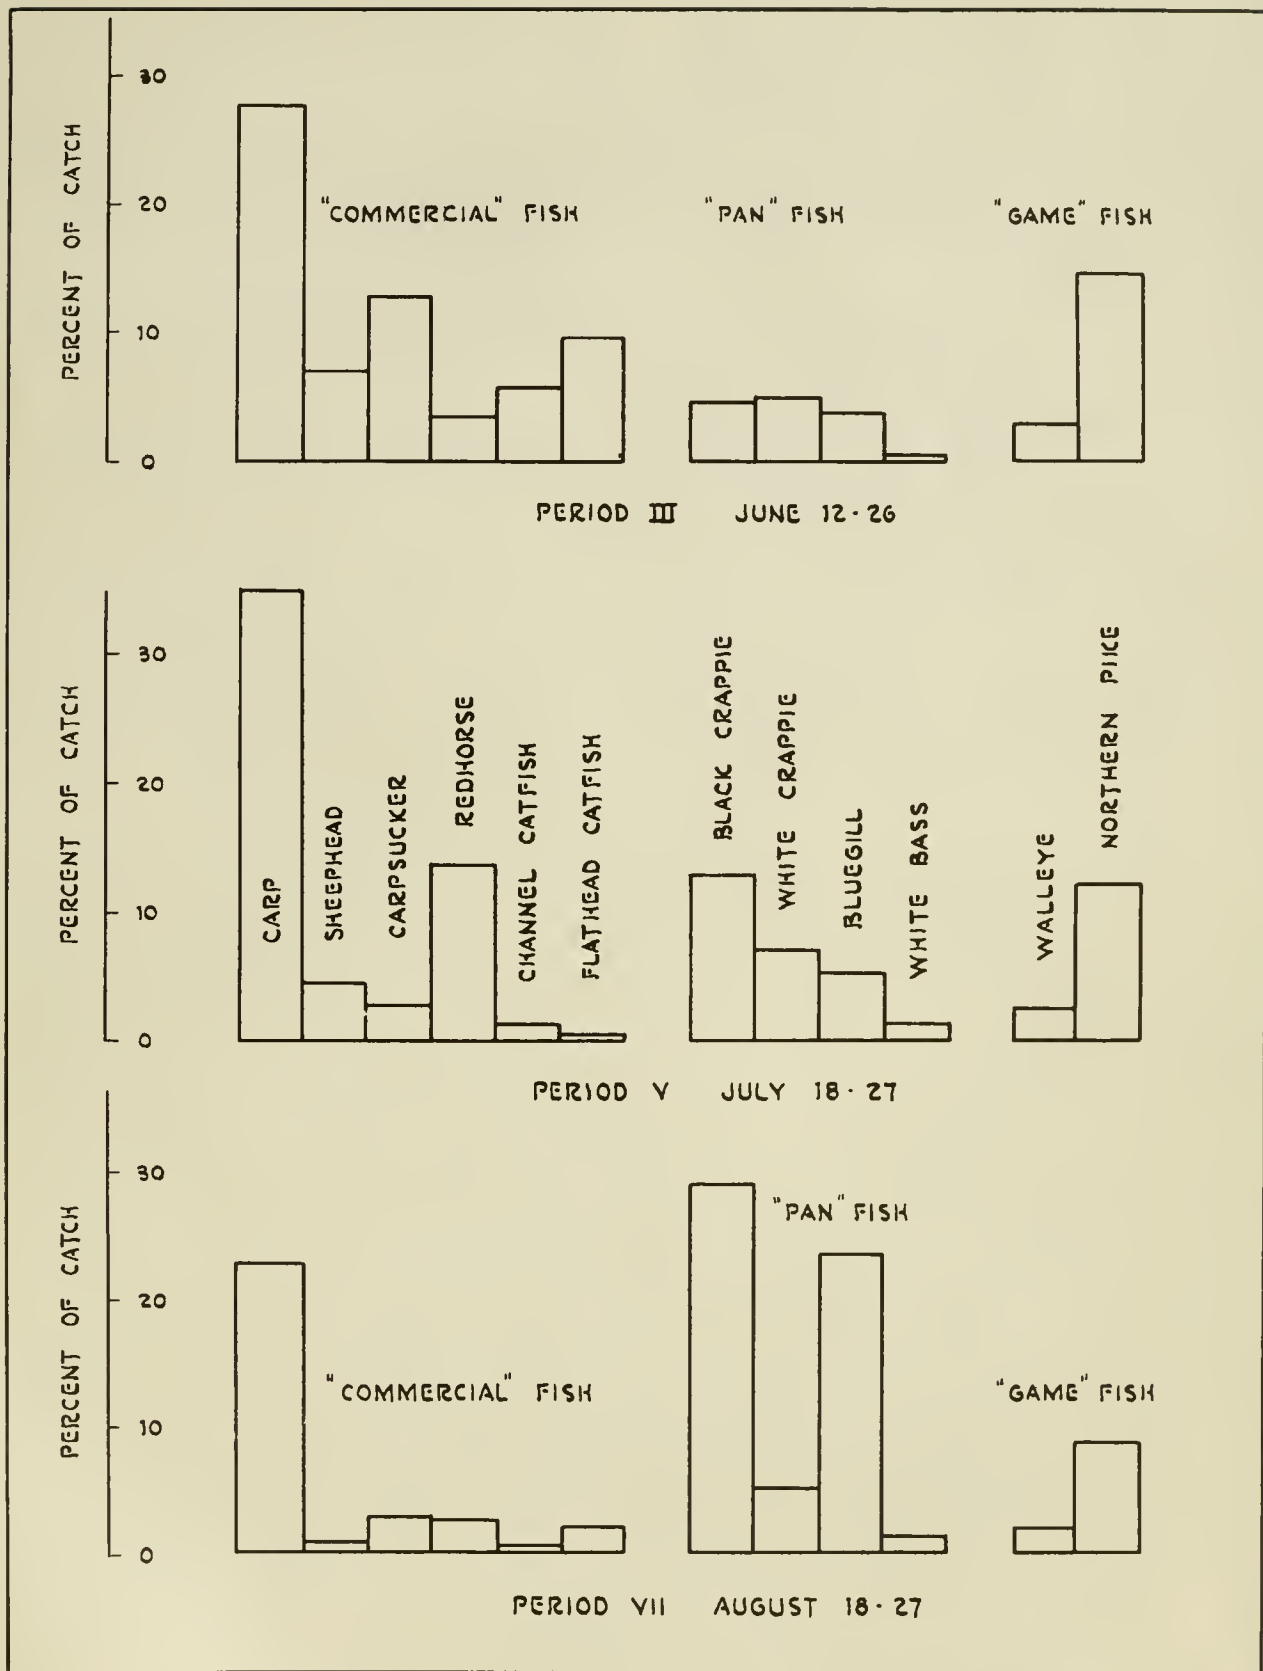 PERCENT OF CATCH
30
20
10
0
"COMMERCIAL" FISH
"PAN" FISH
"GAME" FISH
PERIOD III JUNE 12-26
PERCENT OF CATCH
30
20
10
0
CARP
SHEEPHEAD
CARPSUCKER
REDHORSE
CHANNEL CATFISH
FLATHEAD CATFISH
BLACK CRAPPIE
WHITE CRAPPIE
BLUEGILL
WHITE BASS
WALLEYE
NORTHERN PIKE
PERIOD V JULY 18-27
PERCENT OF CATCH
30
20
10
0
"COMMERCIAL" FISH
"PAN" FISH
"GAME" FISH
PERIOD VII AUGUST 18-27